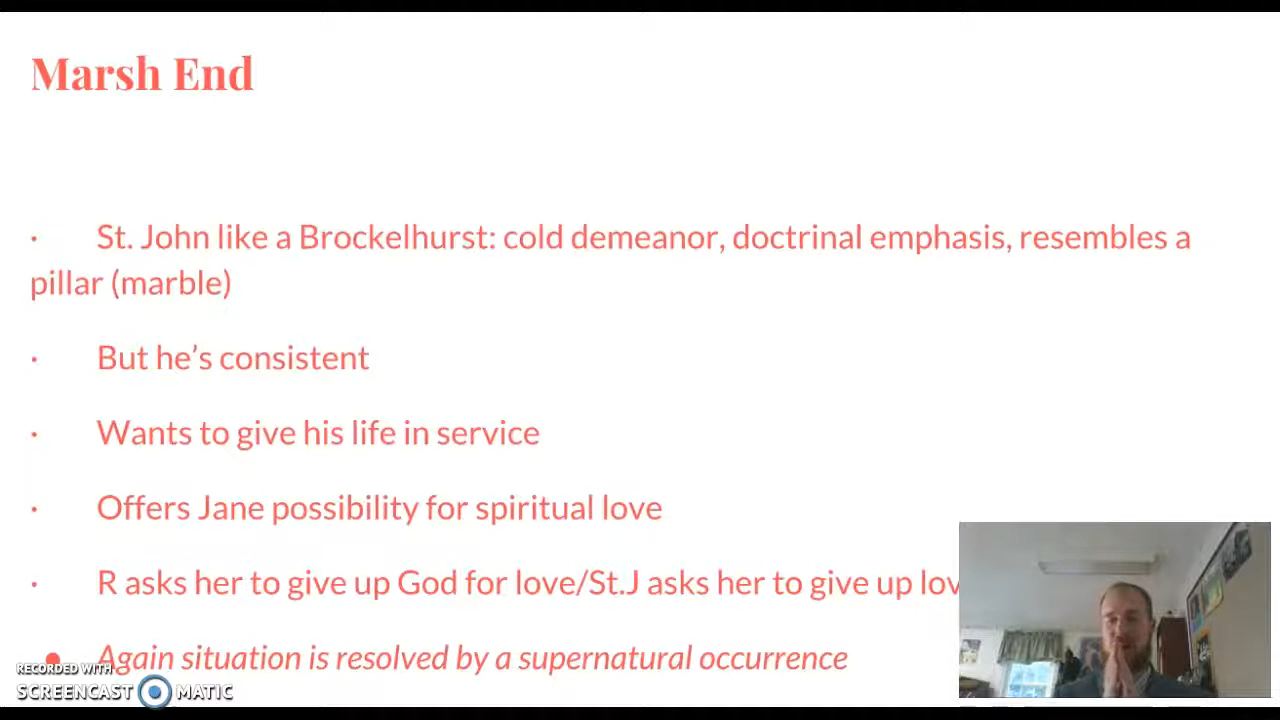 Marsh End
· St. John like a Brockelhurst: cold demeanor, doctrinal emphasis, resembles a
pillar (marble)
· But he's consistent
· Wants to give his life in service
· Offers Jane possibility for spiritual love
· R asks her to give up God for love/St.J asks her to give up lov
• Again situation is resolved by a supernatural occurrence
RECORDED WITH
SCREENCAST MATIC